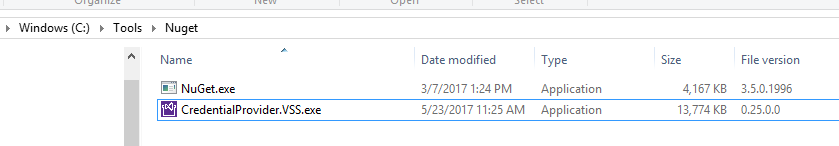 Organize New Open Select
Windows (C:) Tools Nuget
Name Date modified Type Size File version
NuGet.exe 3/7/2017 1:24 PM Application 4,167 KB 3.5.0.1996
CredentialProvider.VSS.exe 5/23/2017 11:25 AM Application 13,774 KB 0.25.0.0